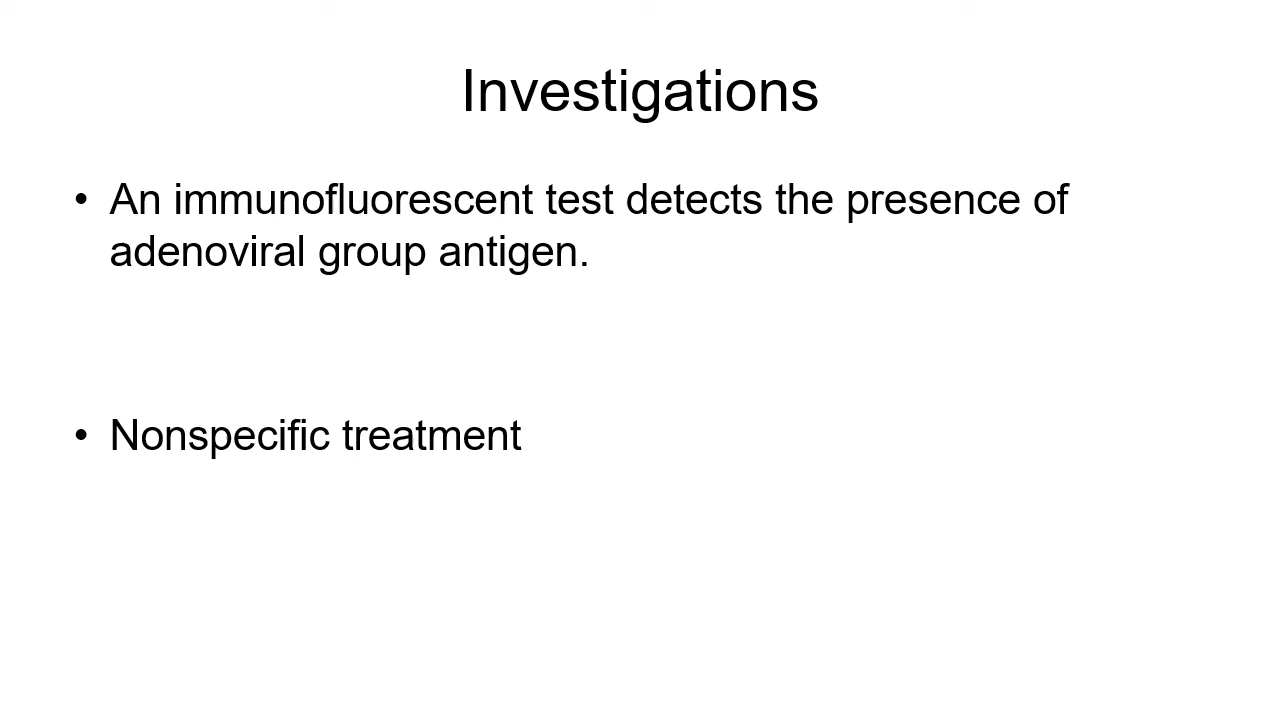 Investigations
• An immunofluorescent test detects the presence of
adenoviral group antigen.
• Nonspecific treatment